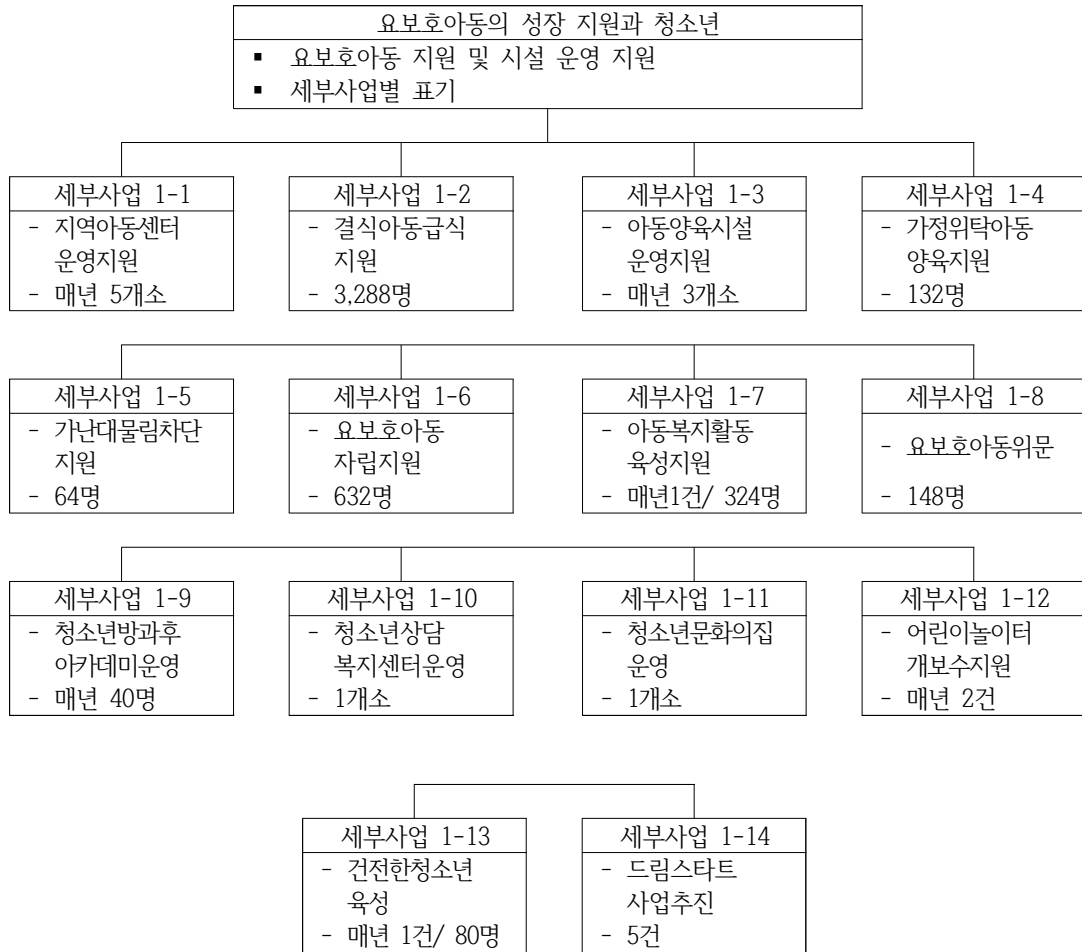 요보호아동의 성장 지원과 청소년
▪ 요보호아동 지원 및 시설 운영 지원
▪ 세부사업별 표기
세부사업 1-1
- 지역아동센터
운영지원
- 매년 5개소
세부사업 1-2
- 결식아동급식
지원
- 3,288명
세부사업 1-3
- 아동양육시설
운영지원
- 매년 3개소
세부사업 1-4
- 가정위탁아동
양육지원
- 132명
세부사업 1-5
- 가난대물림차단
지원
- 64명
세부사업 1-6
- 요보호아동
자립지원
- 632명
세부사업 1-7
- 아동복지활동
육성지원
- 매년1건/ 324명
세부사업 1-8
- 요보호아동위문
- 148명
세부사업 1-9
- 청소년방과후
아카데미운영
- 매년 40명
세부사업 1-10
- 청소년상담
복지센터운영
- 1개소
세부사업 1-11
- 청소년문화의집
운영
- 1개소
세부사업 1-12
- 어린이놀이터
개보수지원
- 매년 2건
세부사업 1-13
- 건전한청소년
육성
- 매년 1건/ 80명
세부사업 1-14
- 드림스타트
사업추진
- 5건